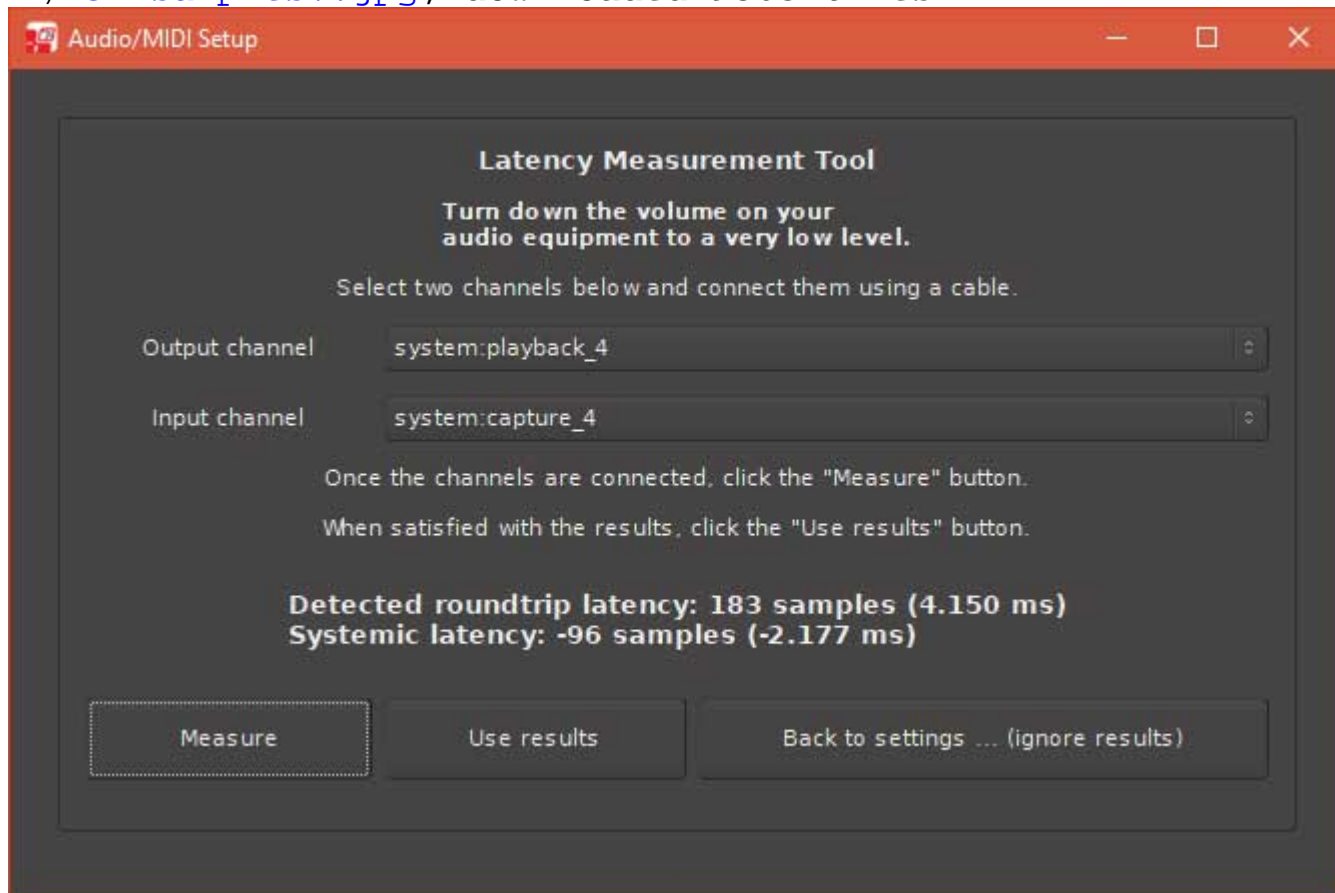 Audio/MIDI Setup
Latency Measurement Tool
Turn down the volume on your
audio equipment to a very low level.
Select two channels below and connect them using a cable.
Output channel system:playback_4
Input channel system:capture_4
Once the channels are connected, click the "Measure" button.
When satisfied with the results, click the "Use results" button.
Detected roundtrip latency: 183 samples (4.150 ms)
Systemic latency: -96 samples (-2.177 ms)
Measure Use results Back to settings ... (ignore results)